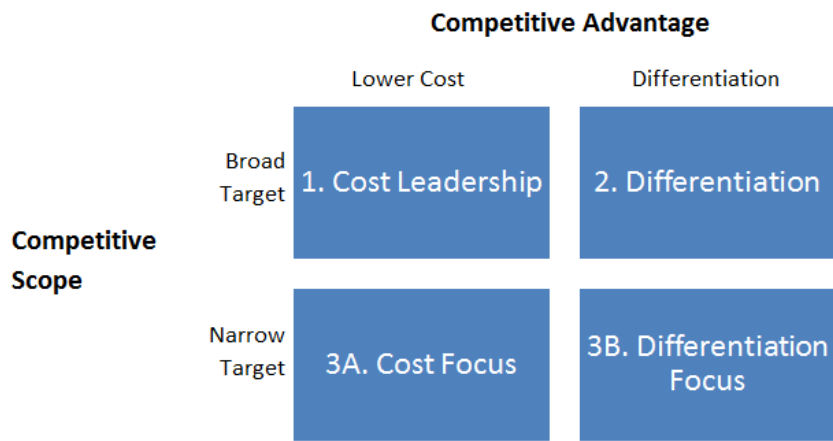 Competitive Advantage
Lower Cost
Differentiation
Broad
Target
1. Cost Leadership
2. Differentiation
Competitive
Scope
Narrow
Target
3A. Cost Focus
3B. Differentiation
Focus